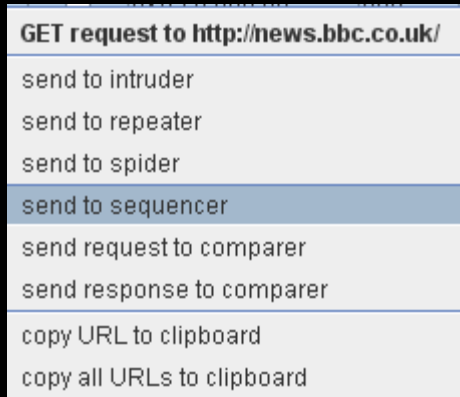 GET request to http://news.bbc.co.uk/
send to intruder
send to repeater
send to spider
send to sequencer
send request to comparer
send response to comparer
copy URL to clipboard
copy all URLs to clipboard